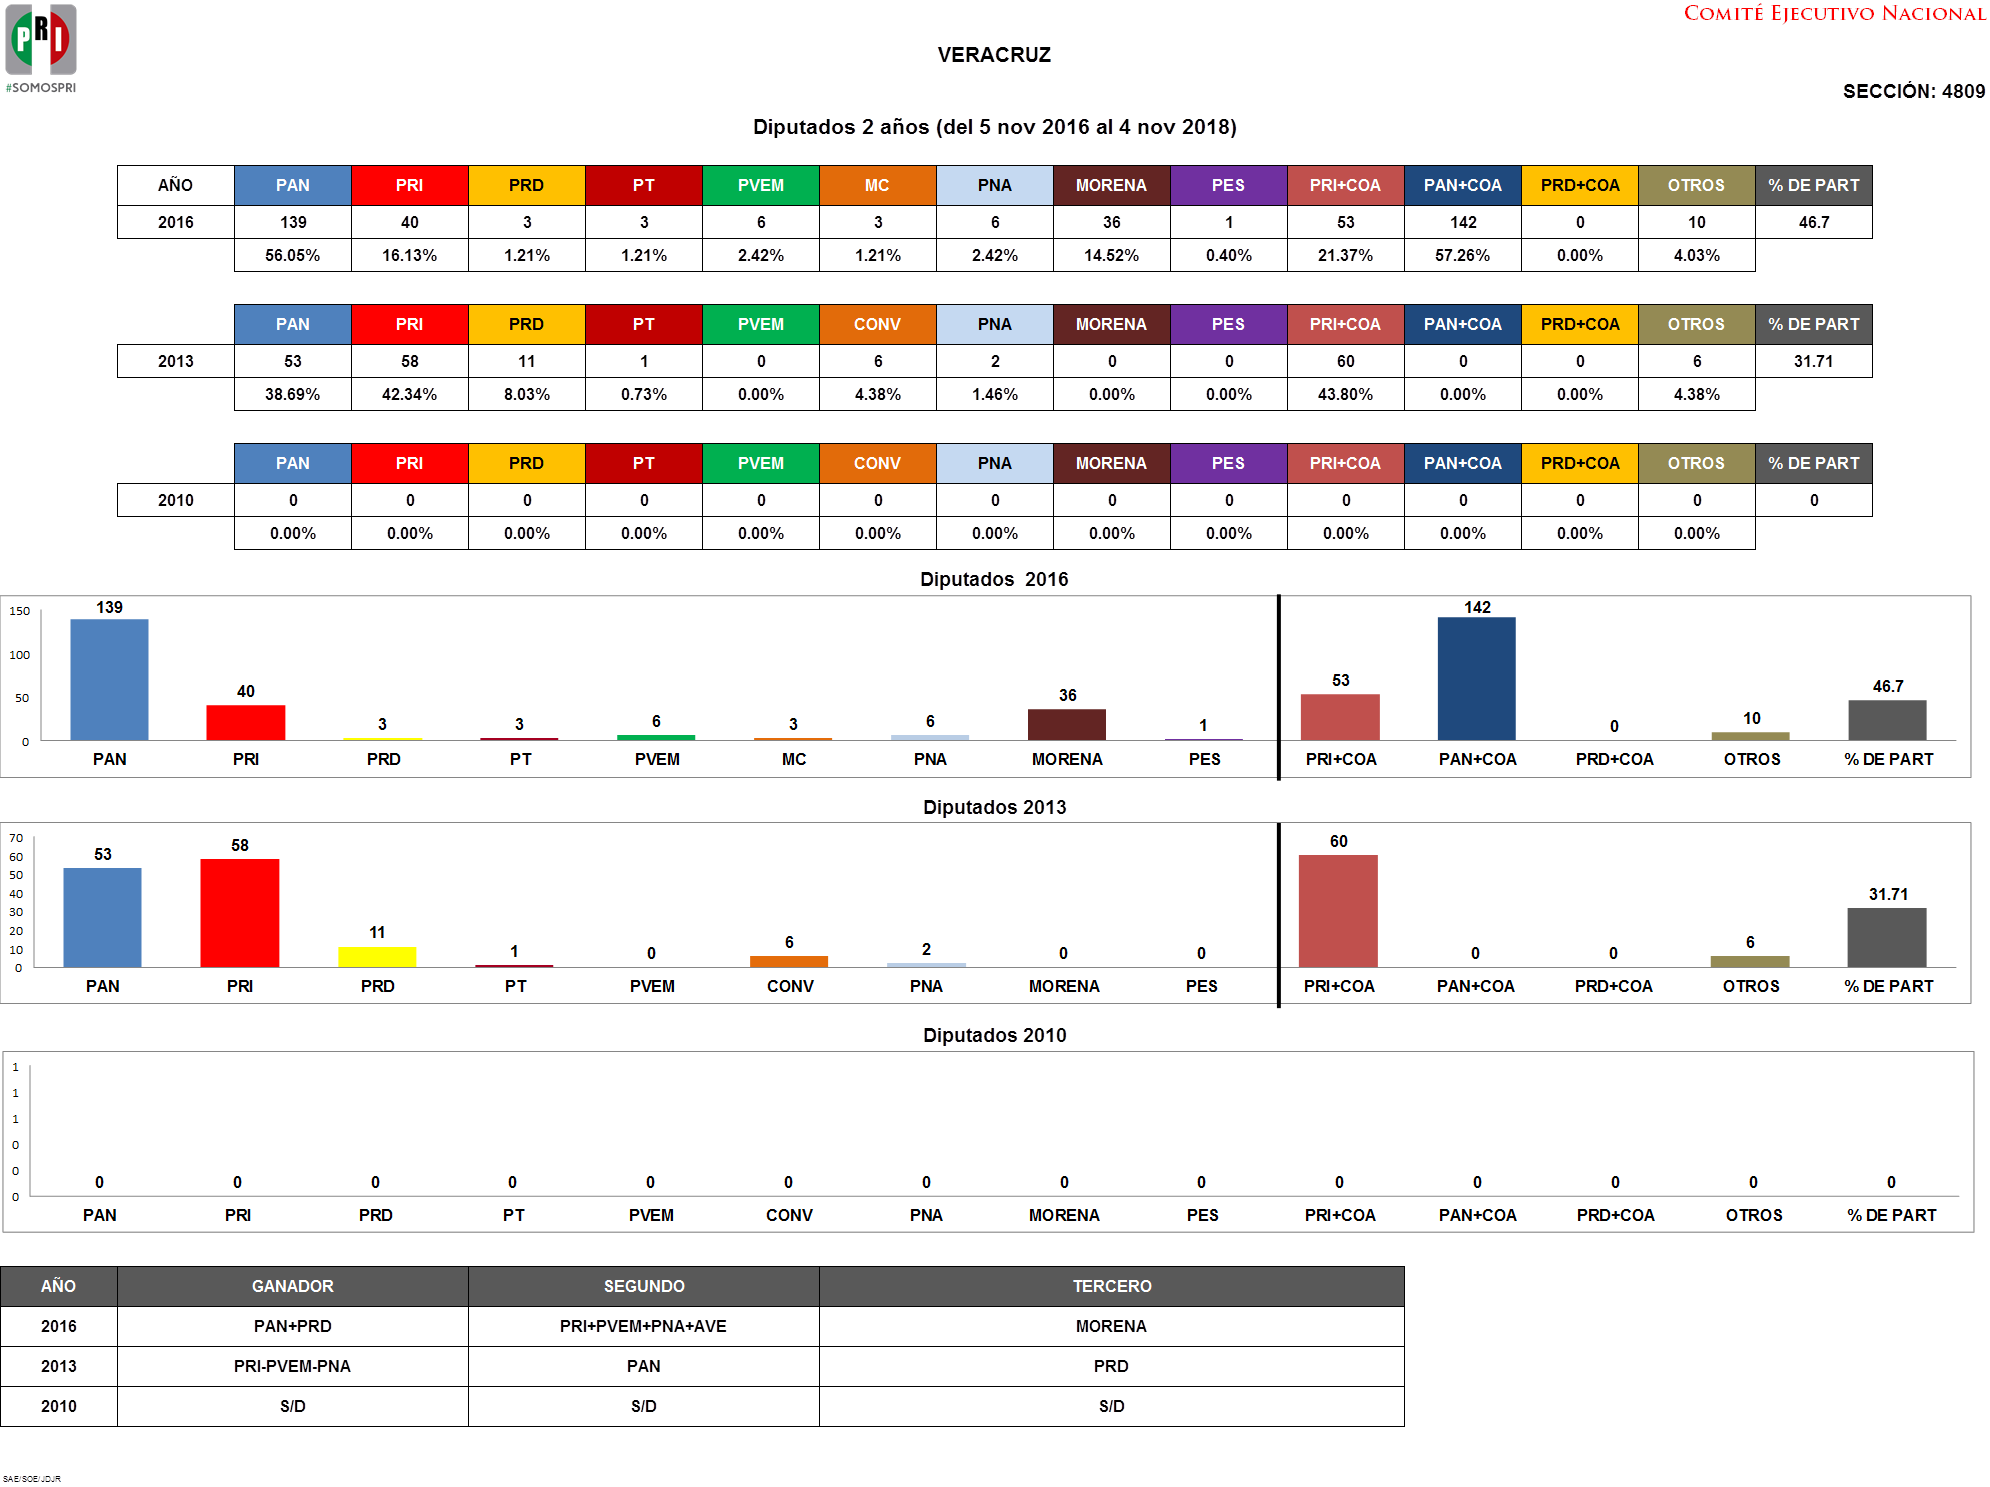 PRI
#SOMOSPRI
COMITÉ EJECUTIVO NACIONAL
VERACRUZ
SECCIÓN: 4809
Diputados 2 años (del 5 nov 2016 al 4 nov 2018)
AÑO PAN PRI PRD PT PVEM MC PNA MORENA PES PRI+COA PAN+COA PRD+COA OTROS % DE PART
2016 139 40 3 3 6 3 6 36 1 53 142 0 10 46.7
56.05% 16.13% 1.21% 1.21% 2.42% 1.21% 2.42% 14.52% 0.40% 21.37% 57.26% 0.00% 4.03%
PAN PRI PRD PT PVEM CONV PNA MORENA PES PRI+COA PAN+COA PRD+COA OTROS % DE PART
2013 53 58 11 1 0 6 2 0 0 60 0 0 6 31.71
38.69% 42.34% 8.03% 0.73% 0.00% 4.38% 1.46% 0.00% 0.00% 43.80% 0.00% 0.00% 4.38%
PAN PRI PRD PT PVEM CONV PNA MORENA PES PRI+COA PAN+COA PRD+COA OTROS % DE PART
2010 0 0 0 0 0 0 0 0 0 0 0 0 0 0
0.00% 0.00% 0.00% 0.00% 0.00% 0.00% 0.00% 0.00% 0.00% 0.00% 0.00% 0.00% 0.00%
Diputados 2016
150
100
50
0
139 40 3 3 6 3 6 36 1 53 142 0 10 46.7
PAN PRI PRD PT PVEM MC PNA MORENA PES PRI+COA PAN+COA PRD+COA OTROS % DE PART
Diputados 2013
70
60
50
40
30
20
10
0
53 58 11 1 0 6 2 0 0 60 0 0 6 31.71
PAN PRI PRD PT PVEM CONV PNA MORENA PES PRI+COA PAN+COA PRD+COA OTROS % DE PART
Diputados 2010
1
1
1
0
0
0
0 0 0 0 0 0 0 0 0 0 0 0 0 0
PAN PRI PRD PT PVEM CONV PNA MORENA PES PRI+COA PAN+COA PRD+COA OTROS % DE PART
AÑO GANADOR SEGUNDO TERCERO
2016 PAN+PRD PRI+PVEM+PNA+AVE MORENA
2013 PRI-PVEM-PNA PAN PRD
2010 S/D S/D S/D
SAE/SOE/JDJR